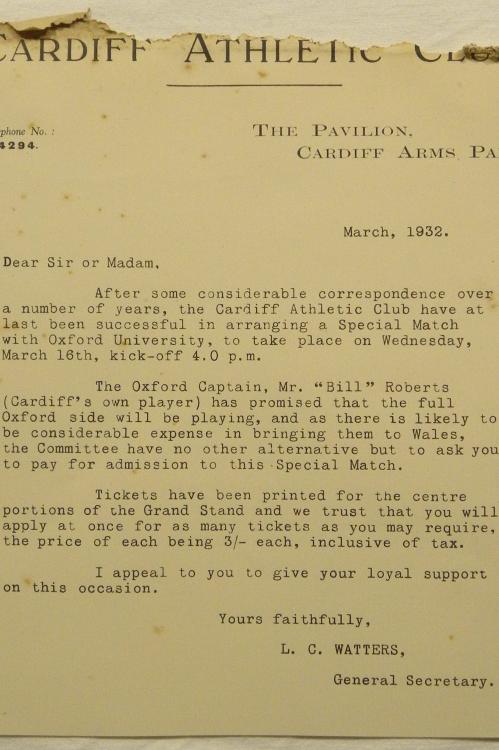 CARDIFF ATHLETIC CLU
THE PAVILION,
phone No. :
4294.
CARDIFF ARMS PA
March, 1932.
Dear Sir or Madam,
After some considerable correspondence over
a number of years, the Cardiff Athletic Club have at
last been successful in arranging a Special Match
with Oxford University, to take place on Wednesday,
March 16th, kick-off 4.0 p.m.
The Oxford Captain, Mr. “Bill” Roberts
(Cardiff’s own player) has promised that the full
Oxford side will be playing, and as there is likely to
be considerable expense in bringing them to Wales,
the Committee have no other alternative but to ask you
to pay for admission to this Special Match.
Tickets have been printed for the centre
portions of the Grand Stand and we trust that you will
apply at once for as many tickets as you may require,
the price of each being 3/- each, inclusive of tax.
I appeal to you to give your loyal support
on this occasion.
Yours faithfully,
L. C. WATTERS,
General Secretary.